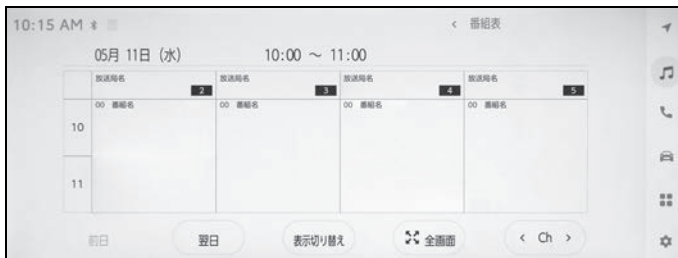 10:15 AM
< 番組表
05月 11日 (水) 10:00 ～ 11:00
放送局名 放送局名 放送局名 放送局名
2 3 4 5
00 番組名 00 番組名 00 番組名 00 番組名
10
11
前日 翌日 表示切り替え 全画面 < Ch >